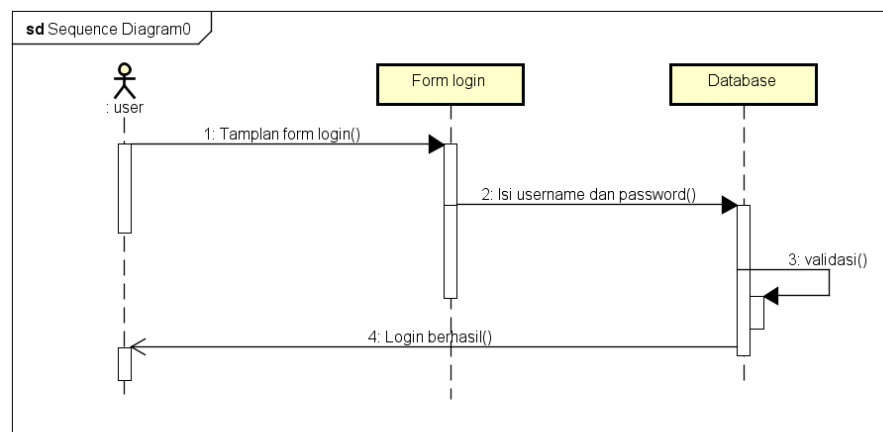 sd Sequence Diagram0
: user
Form login
Database
1: Tamplan form login()
2: Isi username dan password()
3: validasi()
4: Login berhasil()